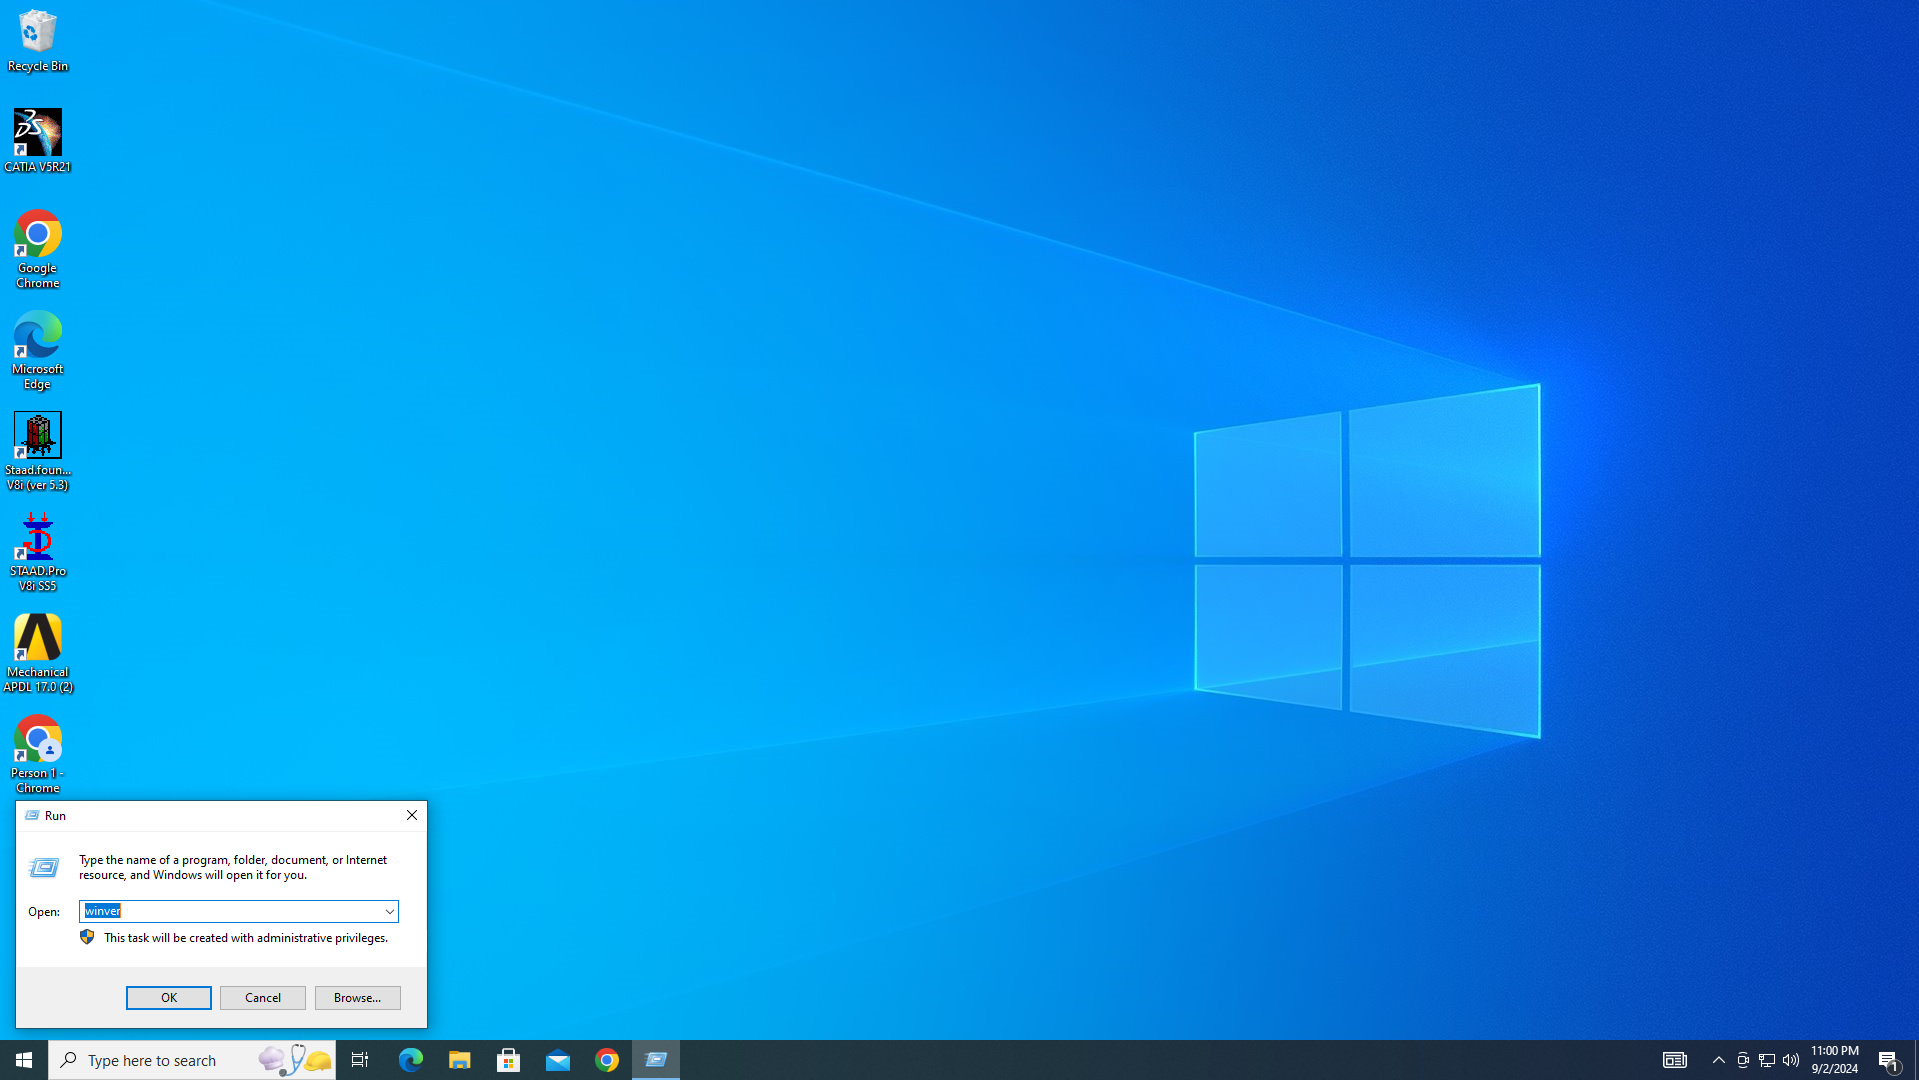 Recycle Bin
CATIA V5R21
Google
Chrome
Microsoft
Edge
Staad.foun...
V8i (ver 5.3)
STAAD.Pro
V8i SS5
Mechanical
APDL 17.0 (2)
Person 1 -
Chrome
Run
Type the name of a program, folder, document, or Internet
resource, and Windows will open it for you.
Open: winver
This task will be created with administrative privileges.
OK Cancel Browse...
Type here to search
11:00 PM
9/2/2024
1